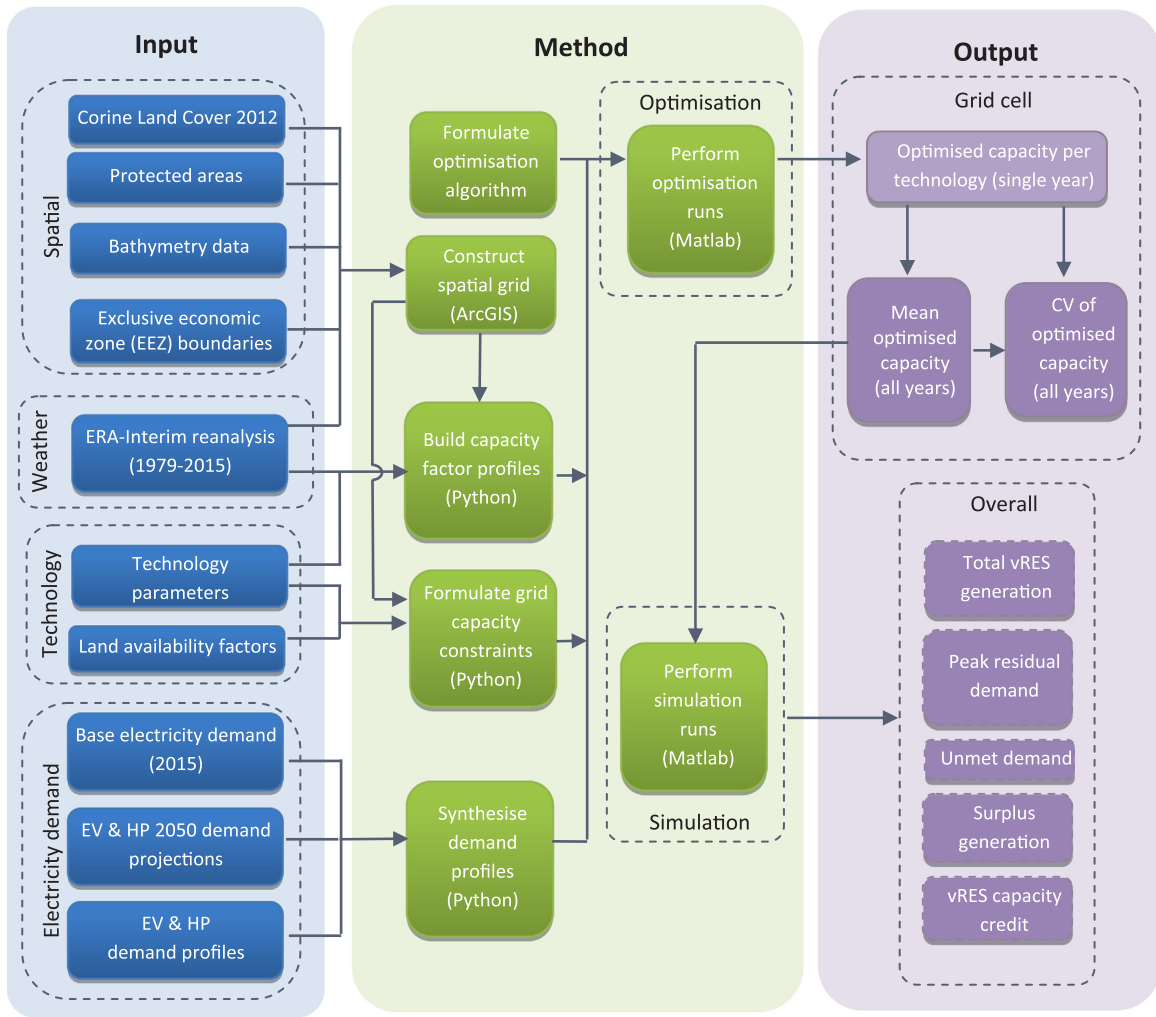 Input
Spatial
Corine Land Cover 2012
Protected areas
Bathymetry data
Exclusive economic
zone (EEZ) boundaries
Weather
ERA-Interim reanalysis
(1979-2015)
Technology
Technology
parameters
Land availability factors
Electricity demand
Base electricity demand
(2015)
EV & HP 2050 demand
projections
EV & HP
demand profiles
Method
Formulate
optimisation
algorithm
Construct
spatial grid
(ArcGIS)
Build capacity
factor profiles
(Python)
Formulate grid
capacity
constraints
(Python)
Synthesise
demand
profiles
(Python)
Optimisation
Perform
optimisation
runs
(Matlab)
Perform
simulation
runs
(Matlab)
Simulation
Output
Grid cell
Optimised capacity per
technology (single year)
Mean
optimised
capacity
(all years)
CV of
optimised
capacity
(all years)
Overall
Total vRES
generation
Peak residual
demand
Unmet demand
Surplus
generation
vRES capacity
credit